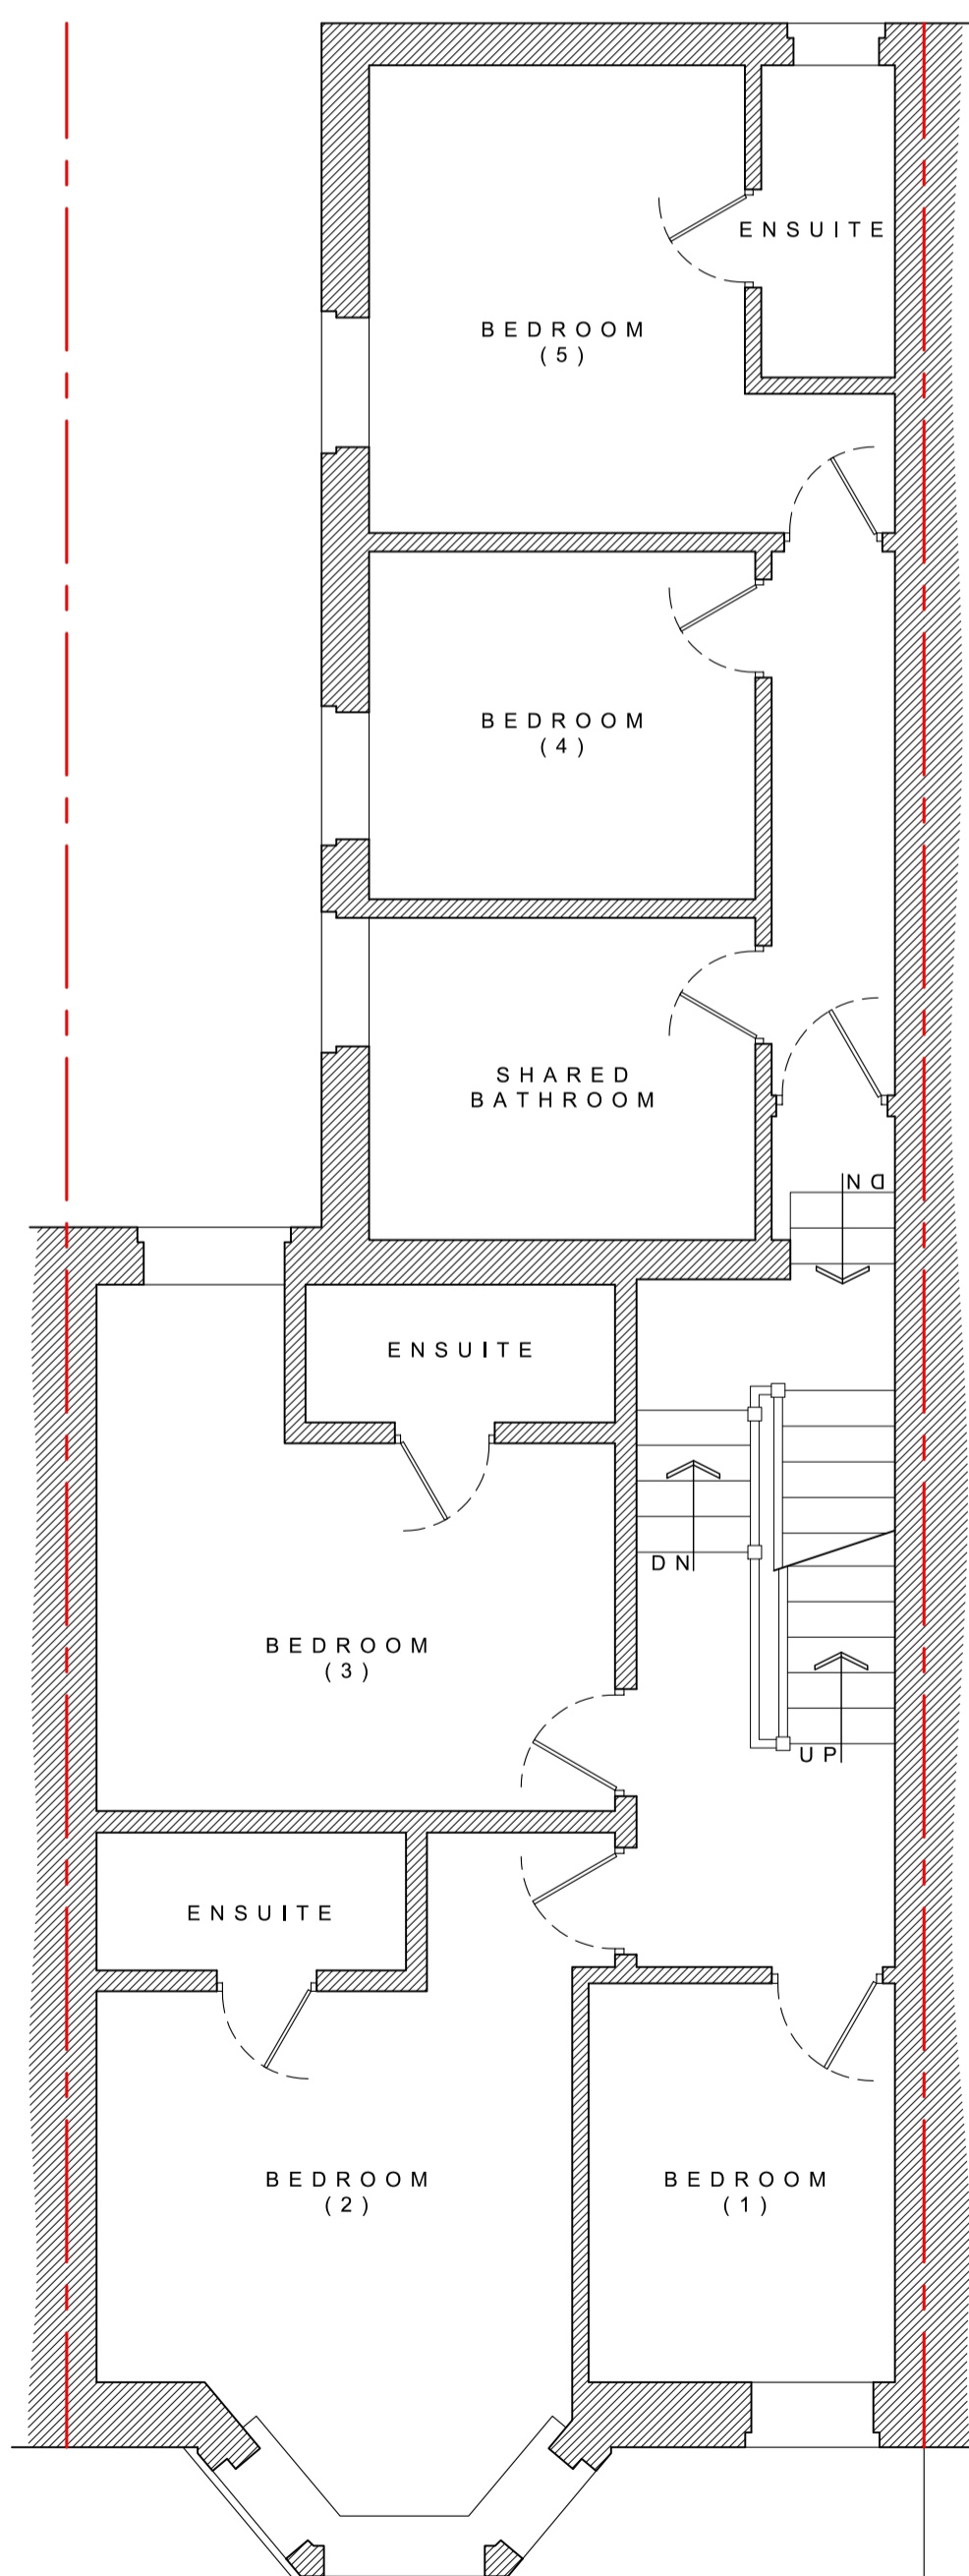 ENSUITE
BEDROOM
(5)
BEDROOM
(4)
SHARED
BATHROOM
DN
ENSUITE
DN
BEDROOM
(3)
UP
ENSUITE
BEDROOM
(2)
BEDROOM
(1)